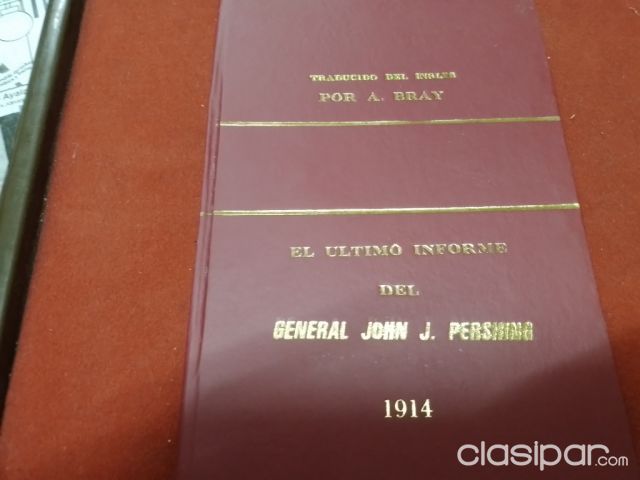 TRADUCIDO DEL INGLES
POR A. BRAY
EL ULTIMO INFORME
DEL
GENERAL JOHN J. PERSHING
1914
clasipar.com